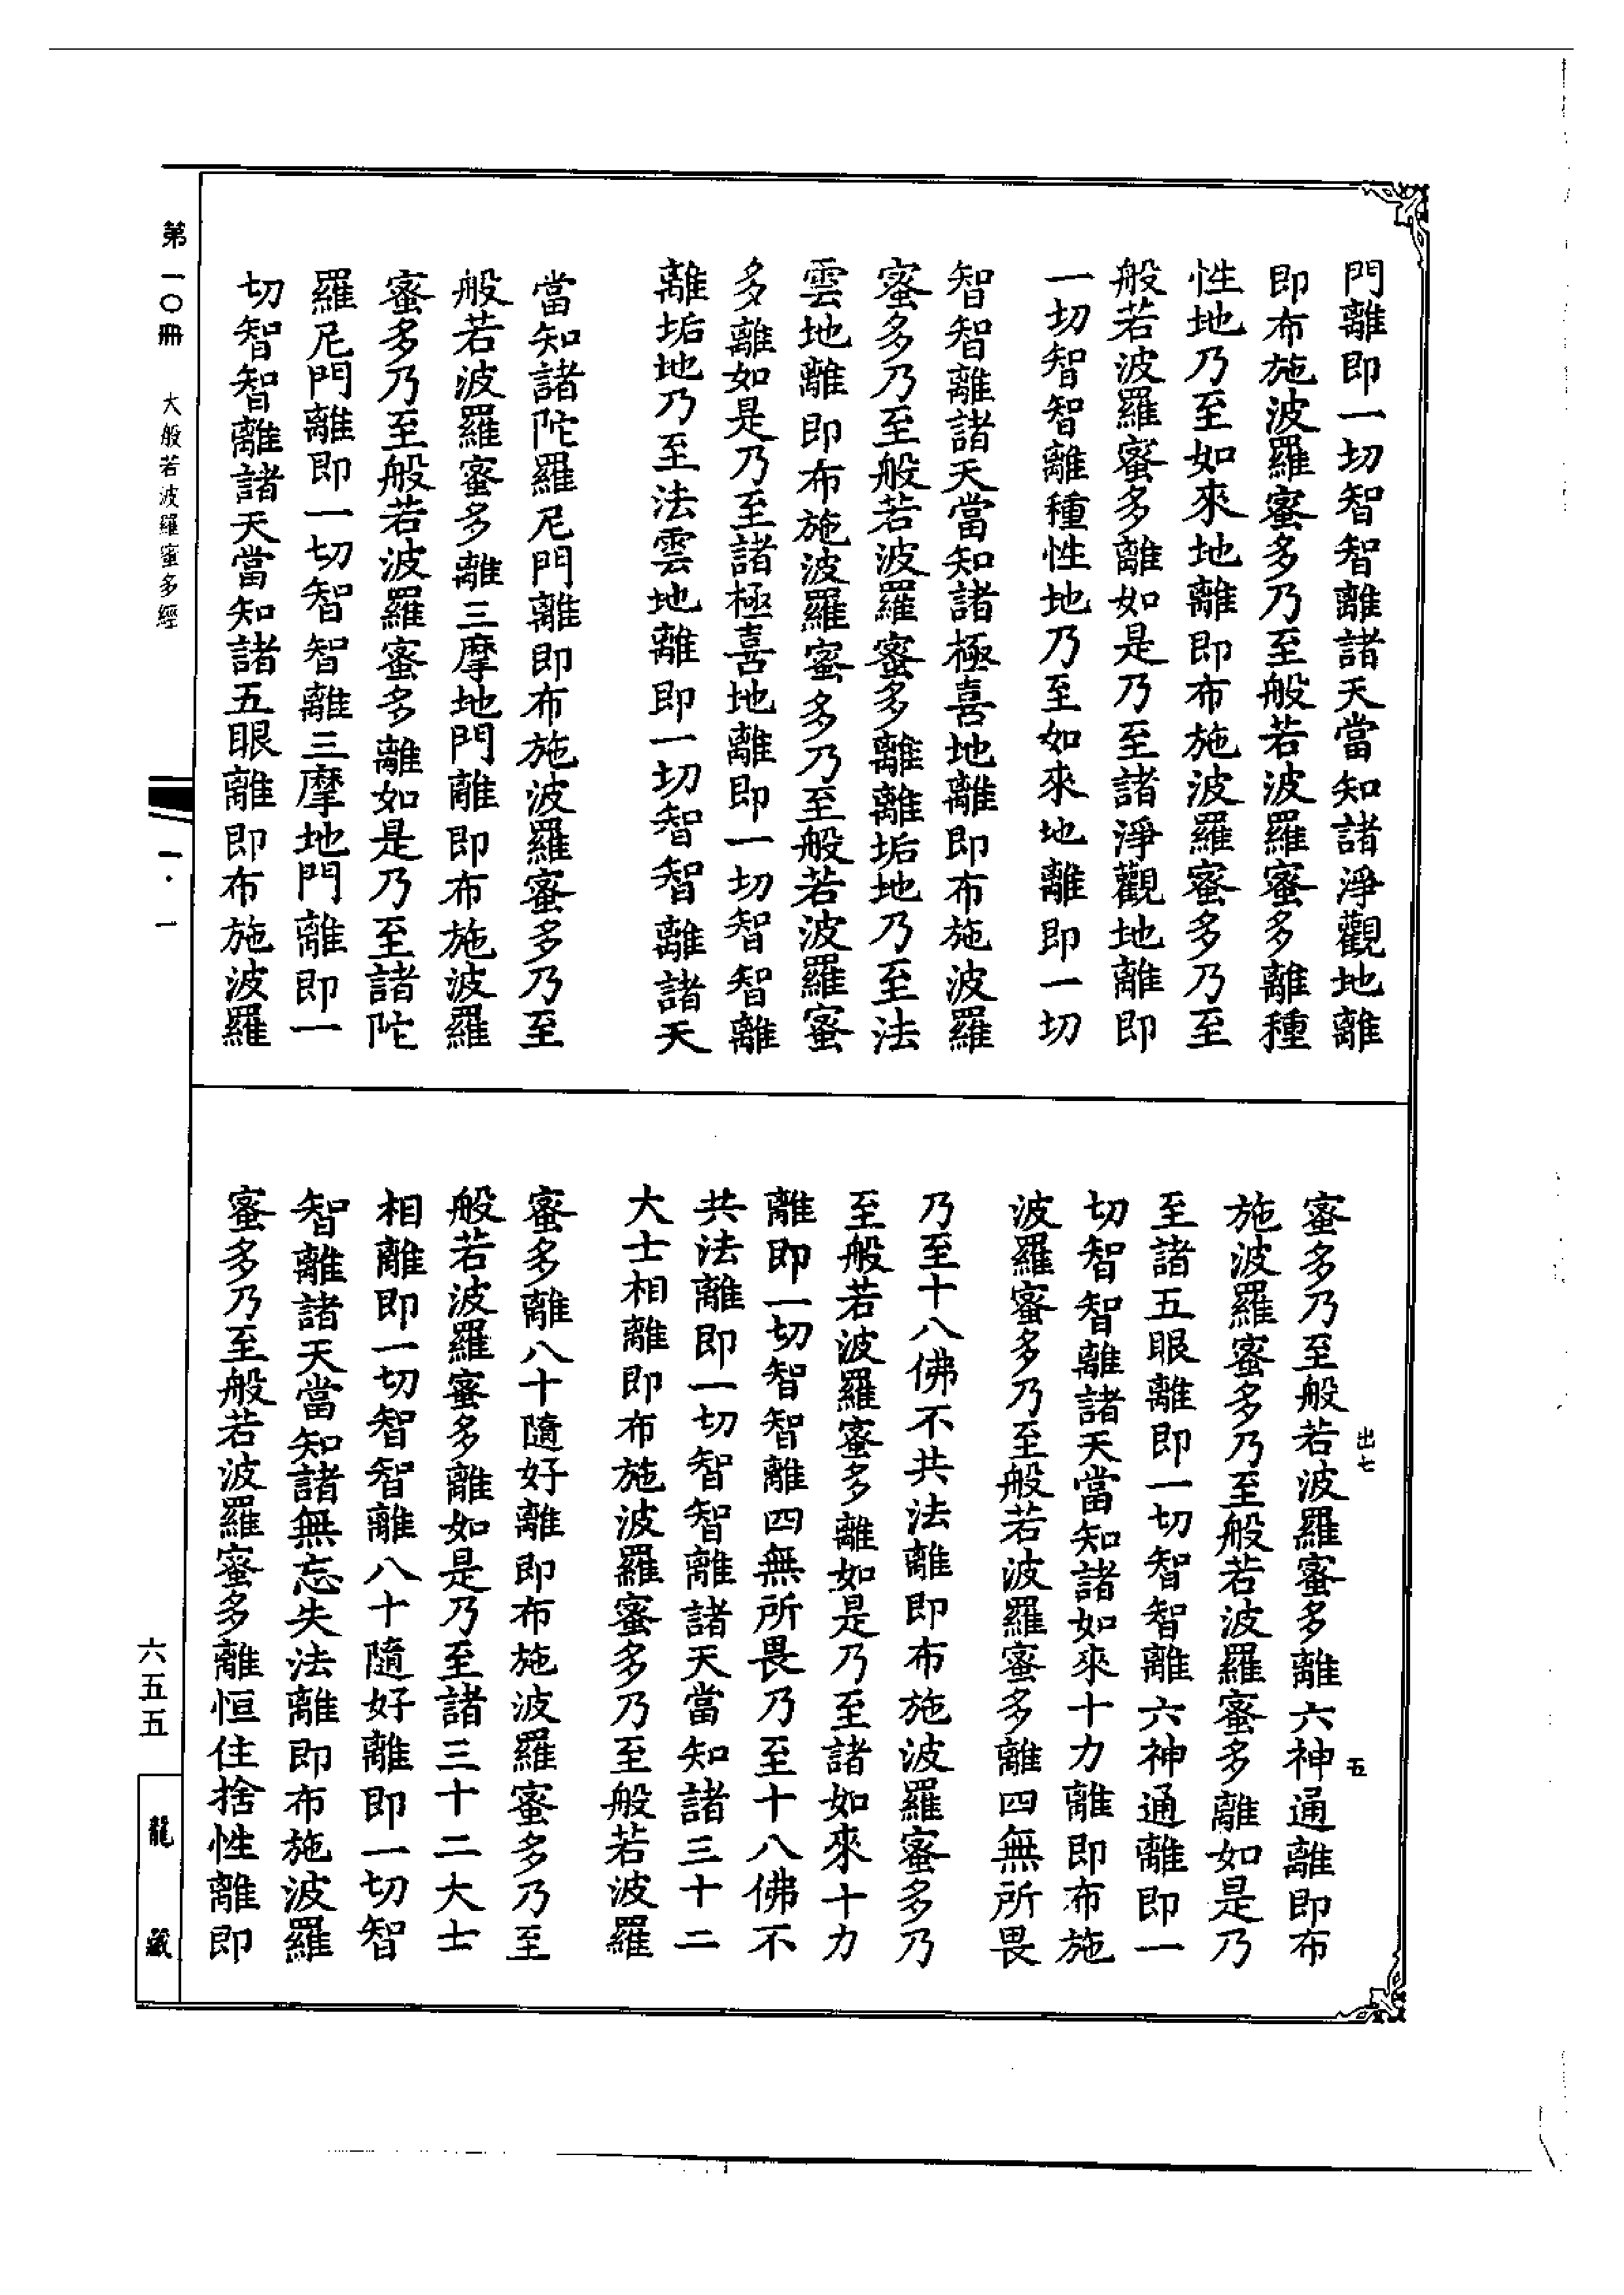 門離即一切智智離諸天當知諸淨觀地離
即布施波羅蜜多乃至般若波羅蜜多離種
性地乃至如來地離即布施波羅蜜多乃至
般若波羅蜜多離如是乃至諸淨觀地離即
一切智智離種性地乃至如來地離即一切
智智離諸天當知諸極喜地離即布施波羅
蜜多乃至般若波羅蜜多離離垢地乃至法
雲地離即布施波羅蜜多乃至般若波羅蜜
多離如是乃至諸極喜地離即一切智智離
離垢地乃至法雲地離即一切智智離諸天
當知諸陀羅尼門離即布施波羅蜜多乃至
般若波羅蜜多離三摩地門離即布施波羅
蜜多乃至般若波羅蜜多離如是乃至諸陀
羅尼門離即一切智智離三摩地門離即一
切智智離諸天當知諸五眼離即布施波羅
蜜多乃至般若波羅蜜多離六神通離即布
施波羅蜜多乃至般若波羅蜜多離如是乃
至諸五眼離即一切智智離六神通離即一
切智智離諸天當知諸如來十力離即布施
波羅蜜多乃至般若波羅蜜多離四無所畏
乃至十八佛不共法離即布施波羅蜜多乃
至般若波羅蜜多離如是乃至諸如來十力
離即一切智智離四無所畏乃至十八佛不
共法離即一切智智離諸天當知諸三十二
大士相離即布施波羅蜜多乃至般若波羅
蜜多離八十隨好離即布施波羅蜜多乃至
般若波羅蜜多離如是乃至諸三十二大士
相離即一切智智離八十隨好離即一切智
智離諸天當知諸無忘失法離即布施波羅
蜜多乃至般若波羅蜜多離恒住捨性離即
出七
五
第一〇冊
大般若波羅蜜多經
一·一
六五五
龍藏